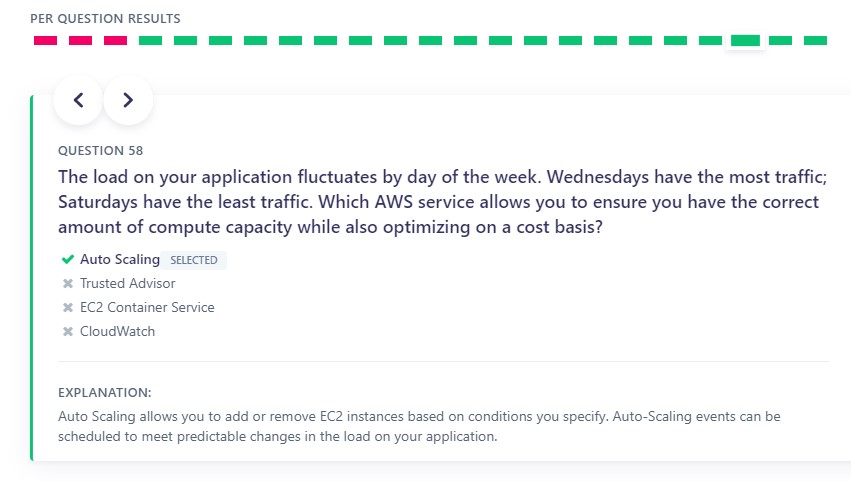 PER QUESTION RESULTS
QUESTION 58
The load on your application fluctuates by day of the week. Wednesdays have the most traffic;
Saturdays have the least traffic. Which AWS service allows you to ensure you have the correct
amount of compute capacity while also optimizing on a cost basis?
Auto Scaling SELECTED
Trusted Advisor
EC2 Container Service
CloudWatch
EXPLANATION:
Auto Scaling allows you to add or remove EC2 instances based on conditions you specify. Auto-Scaling events can be
scheduled to meet predictable changes in the load on your application.